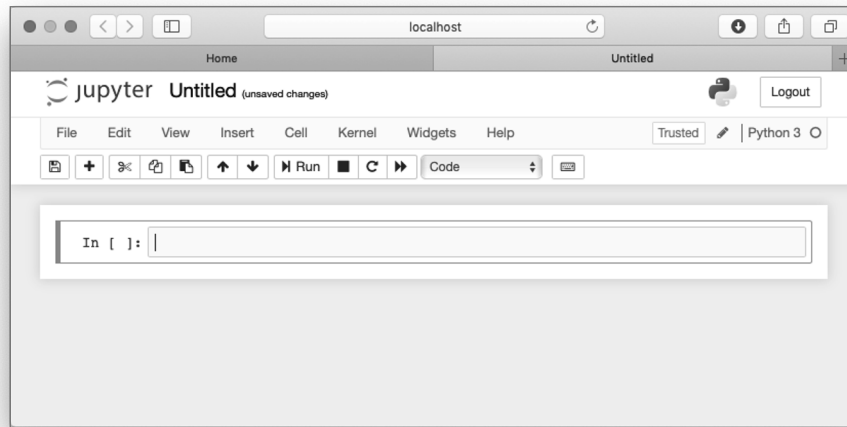 localhost
Home Untitled
jupyter Untitled (unsaved changes) Logout
File Edit View Insert Cell Kernel Widgets Help Trusted Python 3
Run Code
In [ ]: